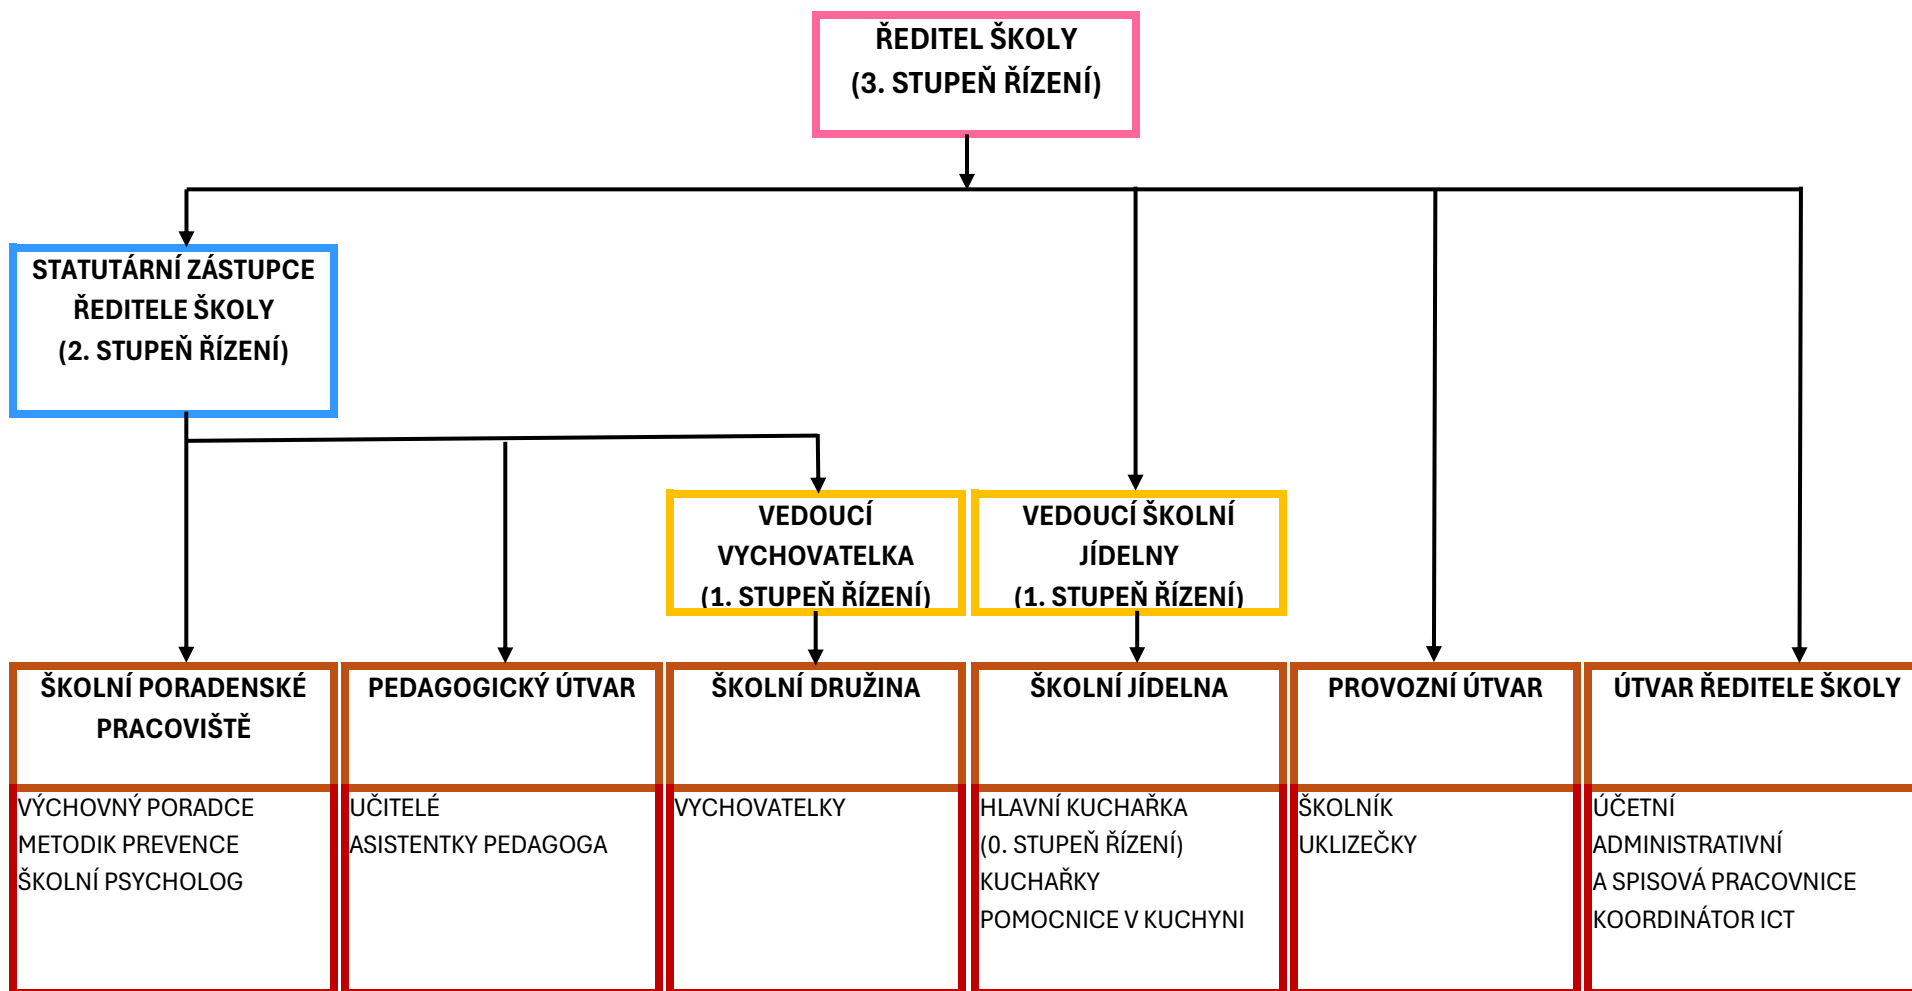 ŘEDITEL ŠKOLY
(3. STUPEŇ ŘÍZENÍ)
STATUTÁRNÍ ZÁSTUPCE
ŘEDITELE ŠKOLY
(2. STUPEŇ ŘÍZENÍ)
VEDOUCÍ
VYCHOVATELKA
(1. STUPEŇ ŘÍZENÍ)
VEDOUCÍ ŠKOLNÍ
JÍDELNY
(1. STUPEŇ ŘÍZENÍ)
ŠKOLNÍ PORADENSKÉ
PRACOVIŠTĚ
PEDAGOGICKÝ ÚTVAR
ŠKOLNÍ DRUŽINA
ŠKOLNÍ JÍDELNA
PROVOZNÍ ÚTVAR
ÚTVAR ŘEDITELE ŠKOLY
VÝCHOVNÝ PORADCE
METODIK PREVENCE
ŠKOLNÍ PSYCHOLOG
UČITELÉ
ASISTENTKY PEDAGOGA
VYCHOVATELKY
HLAVNÍ KUCHAŘKA
(0. STUPEŇ ŘÍZENÍ)
KUCHAŘKY
POMOCNICE V KUCHYNI
ŠKOLNÍK
UKLIZEČKY
ÚČETNÍ
ADMINISTRATIVNÍ
A SPISOVÁ PRACOVNICE
KOORDINÁTOR ICT